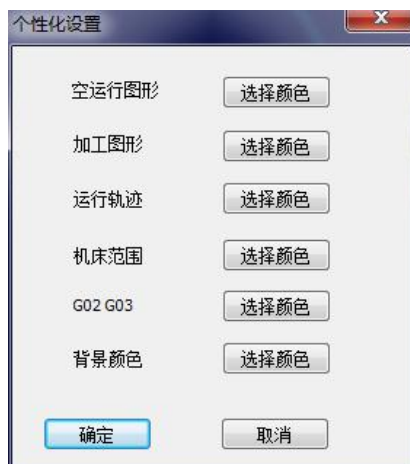 个性化设置
空运行图形 选择颜色
加工图形 选择颜色
运行轨迹 选择颜色
机床范围 选择颜色
G02 G03 选择颜色
背景颜色 选择颜色
确定 取消